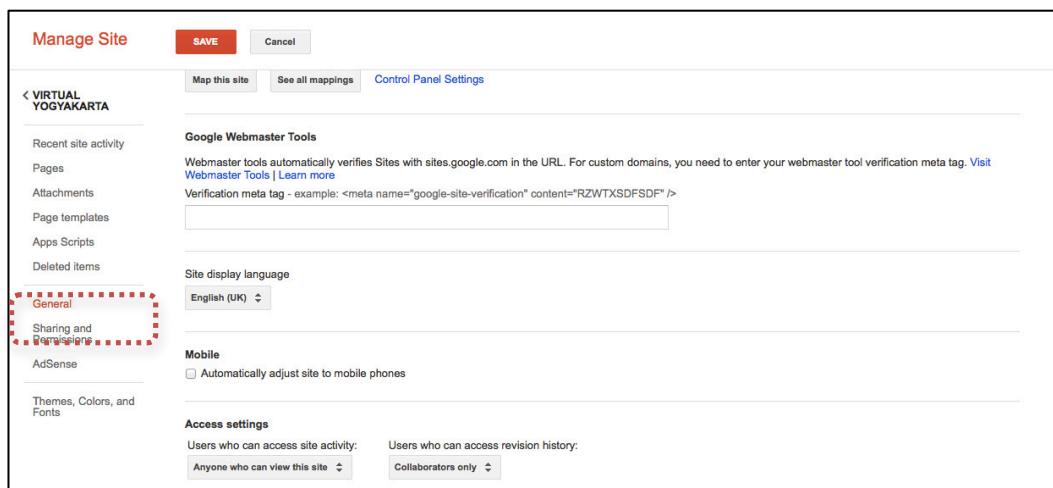 Manage Site
SAVE
Cancel
Map this site
See all mappings
Control Panel Settings
< VIRTUAL
YOGYAKARTA
Recent site activity
Pages
Attachments
Page templates
Apps Scripts
Deleted items
General
Sharing and
Permissions
AdSense
Themes, Colors, and
Fonts
Google Webmaster Tools
Webmaster tools automatically verifies Sites with sites.google.com in the URL. For custom domains, you need to enter your webmaster tool verification meta tag. Visit
Webmaster Tools | Learn more
Verification meta tag - example: <meta name="google-site-verification" content="RZWTXSDFSDF" />
Site display language
English (UK)
Mobile
Automatically adjust site to mobile phones
Access settings
Users who can access site activity:
Users who can access revision history:
Anyone who can view this site
Collaborators only